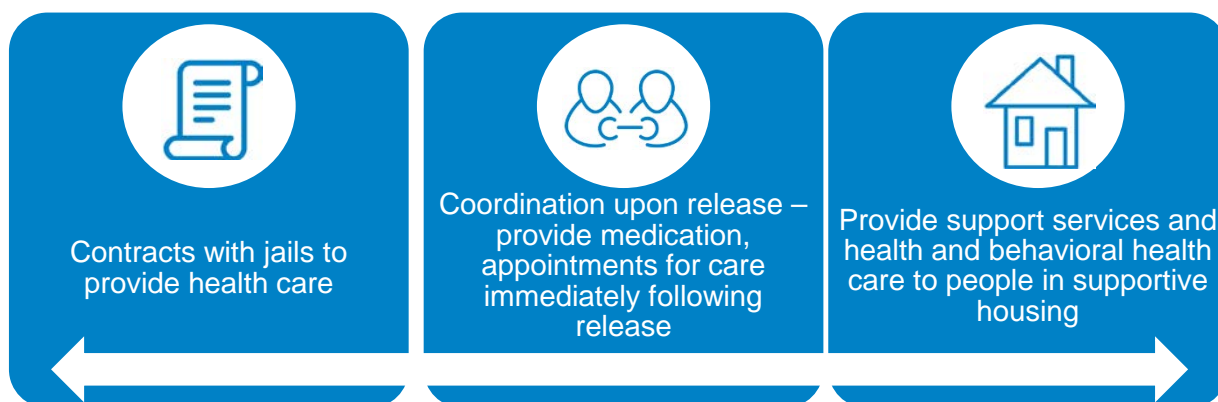 Contracts with jails to
provide health care
Coordination upon release –
provide medication,
appointments for care
immediately following
release
Provide support services and
health and behavioral health
care to people in supportive
housing